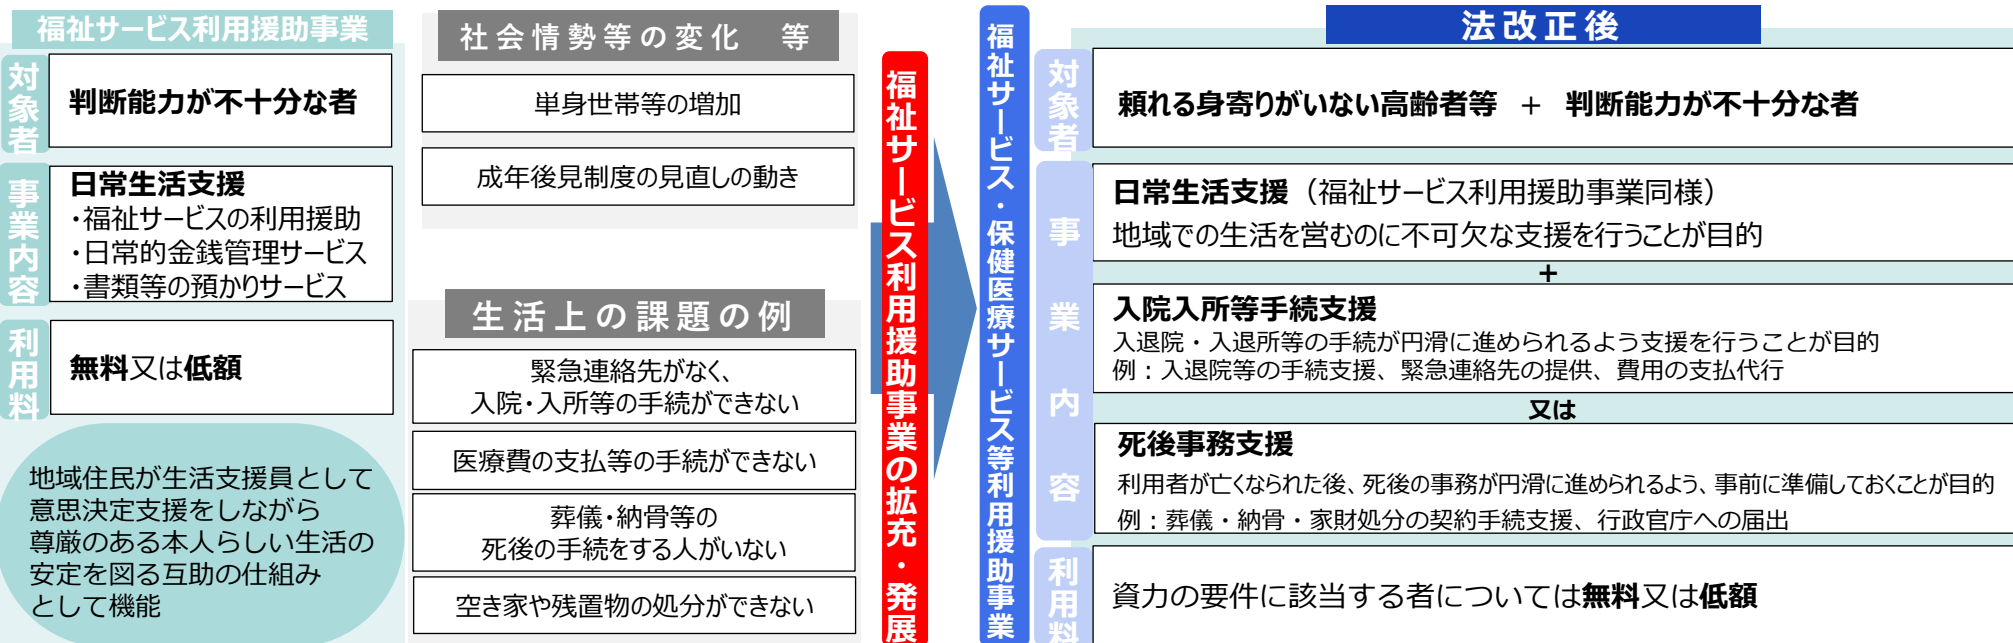 福祉サービス利用援助事業
対象者
判断能力が不十分な者
事業内容
日常生活支援
・福祉サービスの利用援助
・日常的金銭管理サービス
・書類等の預かりサービス
利用料
無料又は低額
地域住民が生活支援員として
意思決定支援をしながら
尊厳のある本人らしい生活の
安定を図る互助の仕組み
として機能
社会情勢等の変化　等
単身世帯等の増加
成年後見制度の見直しの動き
生活上の課題の例
緊急連絡先がなく、
入院・入所等の手続ができない
医療費の支払等の手続ができない
葬儀・納骨等の
死後の手続をする人がいない
空き家や残置物の処分ができない
福祉サービス利用援助事業の拡充・発展
福祉サービス・保健医療サービス等利用援助事業
法改正後
対象者
頼れる身寄りがいない高齢者等　+　判断能力が不十分な者
事業内容
日常生活支援（福祉サービス利用援助事業同様）
地域での生活を営むのに不可欠な支援を行うことが目的
+
入院入所等手続支援
入退院・入退所等の手続が円滑に進められるよう支援を行うことが目的
例：入退院等の手続支援、緊急連絡先の提供、費用の支払代行
又は
死後事務支援
利用者が亡くなられた後、死後の事務が円滑に進められるよう、事前に準備しておくことが目的
例：葬儀・納骨・家財処分の契約手続支援、行政官庁への届出
利用料
資力の要件に該当する者については無料又は低額